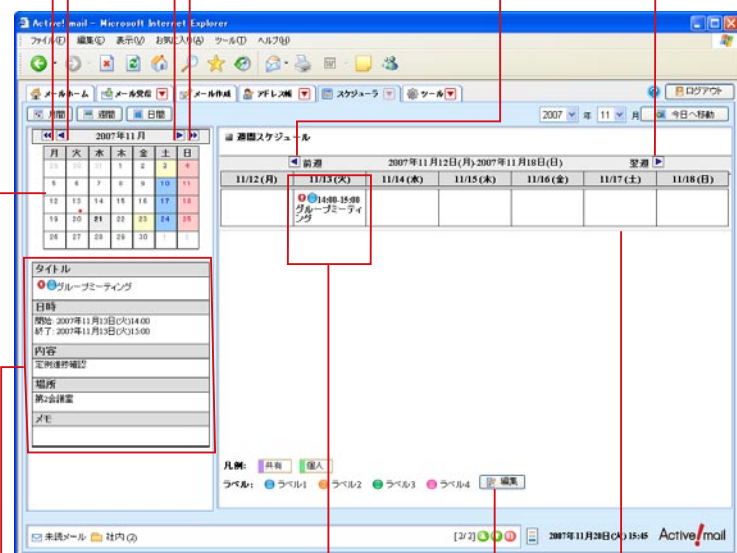 Active! mail - Microsoft Internet Explorer
ファイル(F) 編集(E) 表示(V) お気に入り(A) ツール(T) ヘルプ(H)
メールホーム メール受信 メール作成 アドレス帳 スケジューラ ツール ログアウト
月間 週間 日間 2007 年 11 月 今日へ移動
2007年11月
月 火 水 木 金 土 日
29 30 31 1 2 3 4
5 6 7 8 9 10 11
12 13 14 15 16 17 18
19 20 21 22 23 24 25
26 27 28 29 30 1 2
週間スケジュール
前週 2007年11月12日(月)-2007年11月18日(日) 翌週
11/12(月) 11/13(火) 11/14(水) 11/15(木) 11/16(金) 11/17(土) 11/18(日)
14:00-15:00
グループミーティ
ング
タイトル
グループミーティング
日時
開始: 2007年11月13日(火)14:00
終了: 2007年11月13日(火)15:00
内容
定例進捗確認
場所
第2会議室
メモ
凡例: 共有 個人
ラベル: ラベル1 ラベル2 ラベル3 ラベル4 編集
未読メール 社内(2) [2/2] 2007年11月20日(火) 15:45 Active! mail